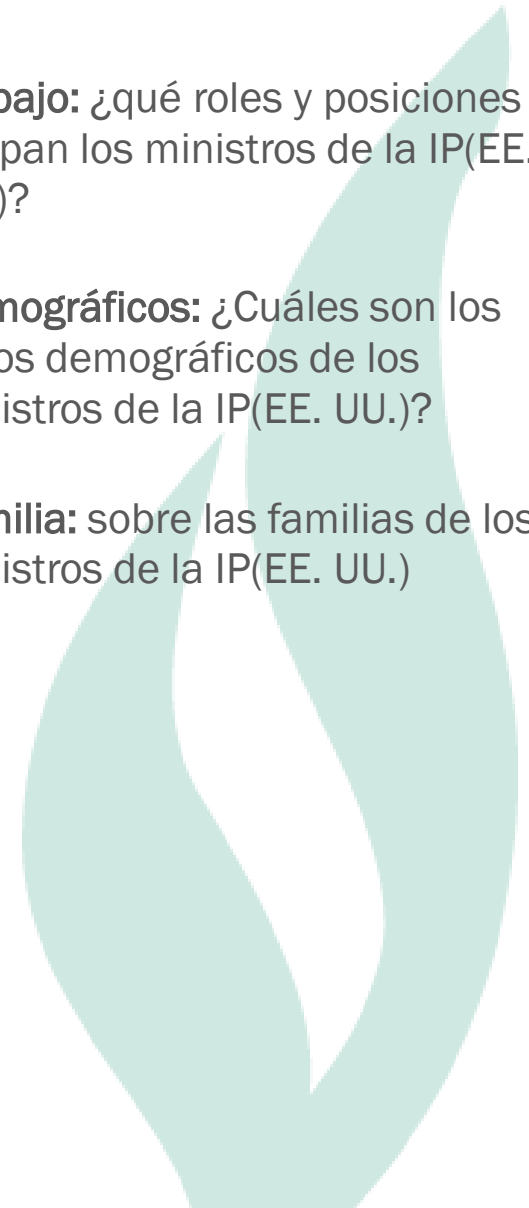 bajo: ¿qué roles y posiciones
pan los ministros de la IP(EE.
)?
mográficos: ¿Cuáles son los
os demográficos de los
istros de la IP(EE. UU.)?
milia: sobre las familias de los
istros de la IP(EE. UU.)